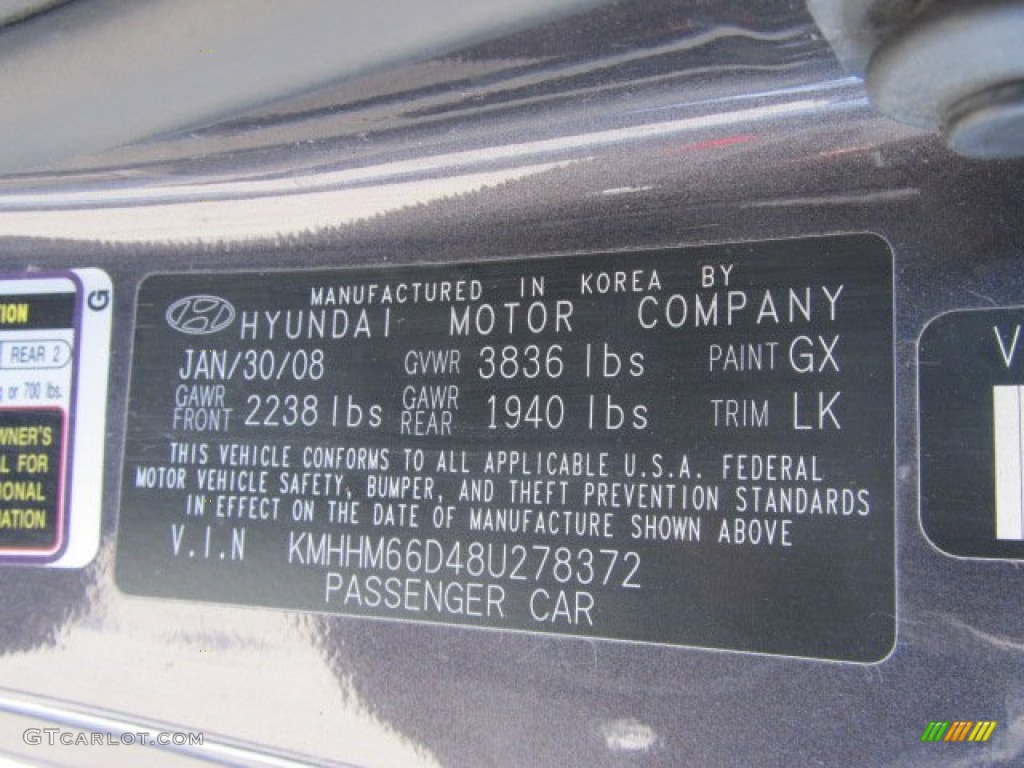 MANUFACTURED IN KOREA BY
HYUNDAI MOTOR COMPANY
JAN/30/08 GVWR 3836 lbs PAINT GX
GAWR FRONT 2238 lbs GAWR REAR 1940 lbs TRIM LK
THIS VEHICLE CONFORMS TO ALL APPLICABLE U.S.A. FEDERAL
MOTOR VEHICLE SAFETY, BUMPER, AND THEFT PREVENTION STANDARDS
IN EFFECT ON THE DATE OF MANUFACTURE SHOWN ABOVE
V.I.N KMHHM66D48U278372
PASSENGER CAR
G
TION
REAR 2
g or 700 lbs.
WNER'S
AL FOR
IONAL
MATION
V
GTCARLOT.COM